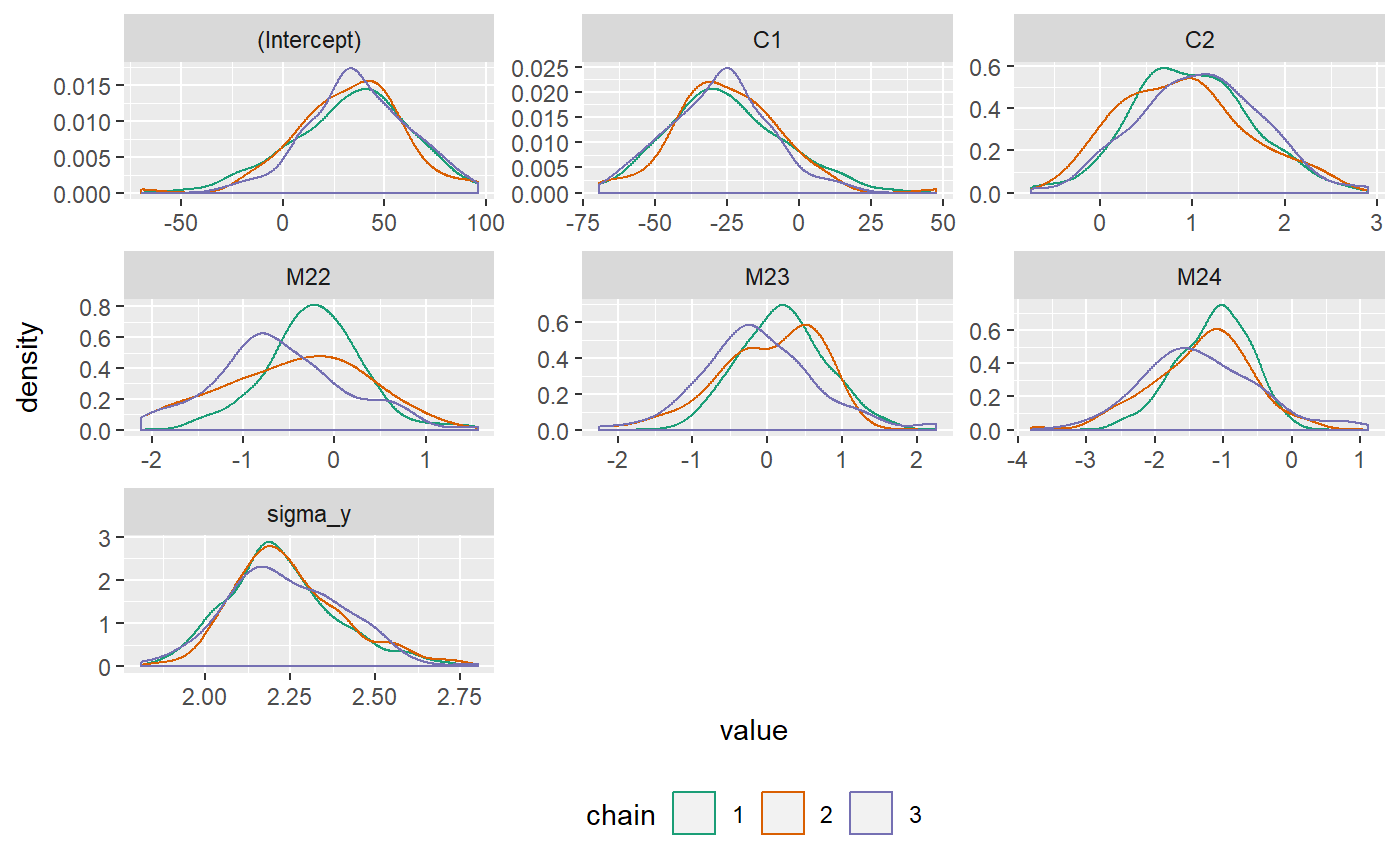 (Intercept) C1 C2
0.015 0.025 0.6
0.010 0.020 0.4
0.005 0.015 0.2
0.000 0.010 0.0
0.005
0.000
-50 0 50 100 -75 -50 -25 0 25 50 0 1 2 3
M22 M23 M24
0.8 0.6 0.6
0.6 0.4 0.4
0.4 0.2 0.2
0.2 0.0 0.0
0.0
-2 -1 0 1 -2 -1 0 1 2 -4 -3 -2 -1 0 1
density
sigma_y
3
2
1
0
2.00 2.25 2.50 2.75
value
chain 1 2 3